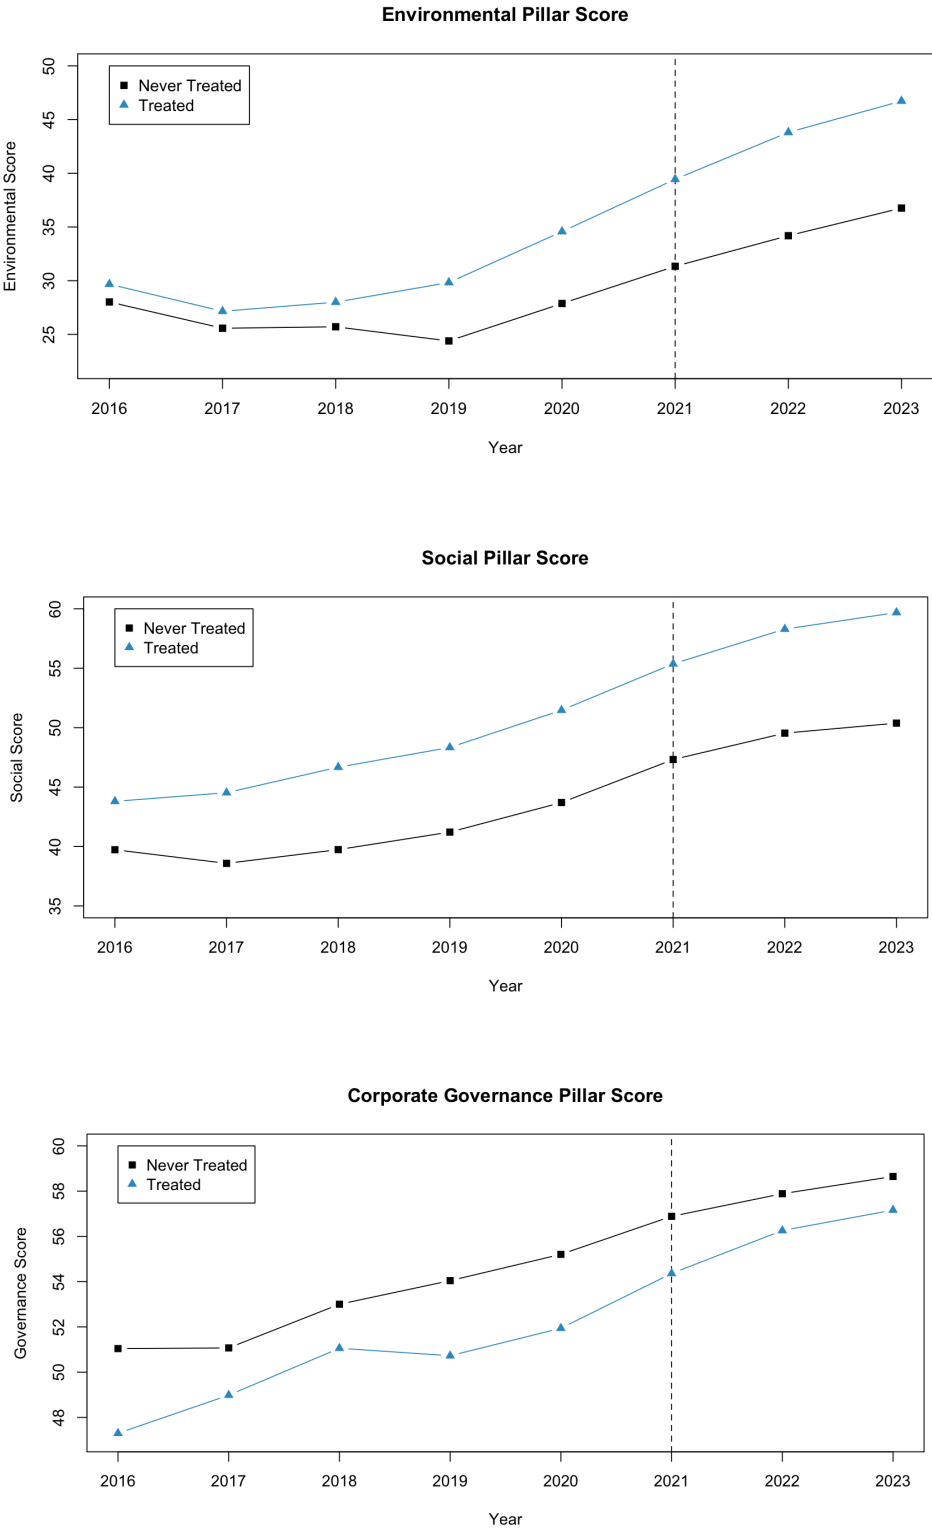 Environmental Pillar Score
Never Treated
Treated
Environmental Score
50
45
40
35
30
25
2016 2017 2018 2019 2020 2021 2022 2023
Year
Social Pillar Score
Never Treated
Treated
Social Score
60
55
50
45
40
35
2016 2017 2018 2019 2020 2021 2022 2023
Year
Corporate Governance Pillar Score
Never Treated
Treated
Governance Score
60
58
56
54
52
50
48
2016 2017 2018 2019 2020 2021 2022 2023
Year